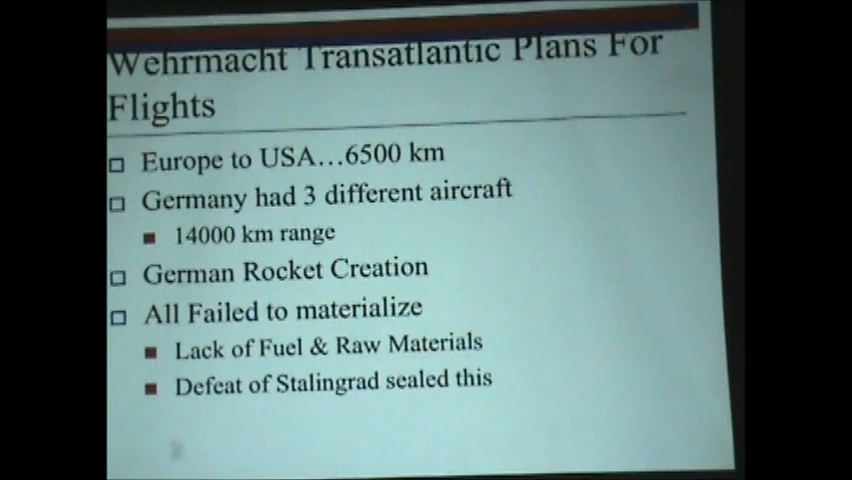 Wehrmacht Transatlantic Plans For
Flights
Europe to USA...6500 km
Germany had 3 different aircraft
14000 km range
German Rocket Creation
All Failed to materialize
Lack of Fuel & Raw Materials
Defeat of Stalingrad sealed this